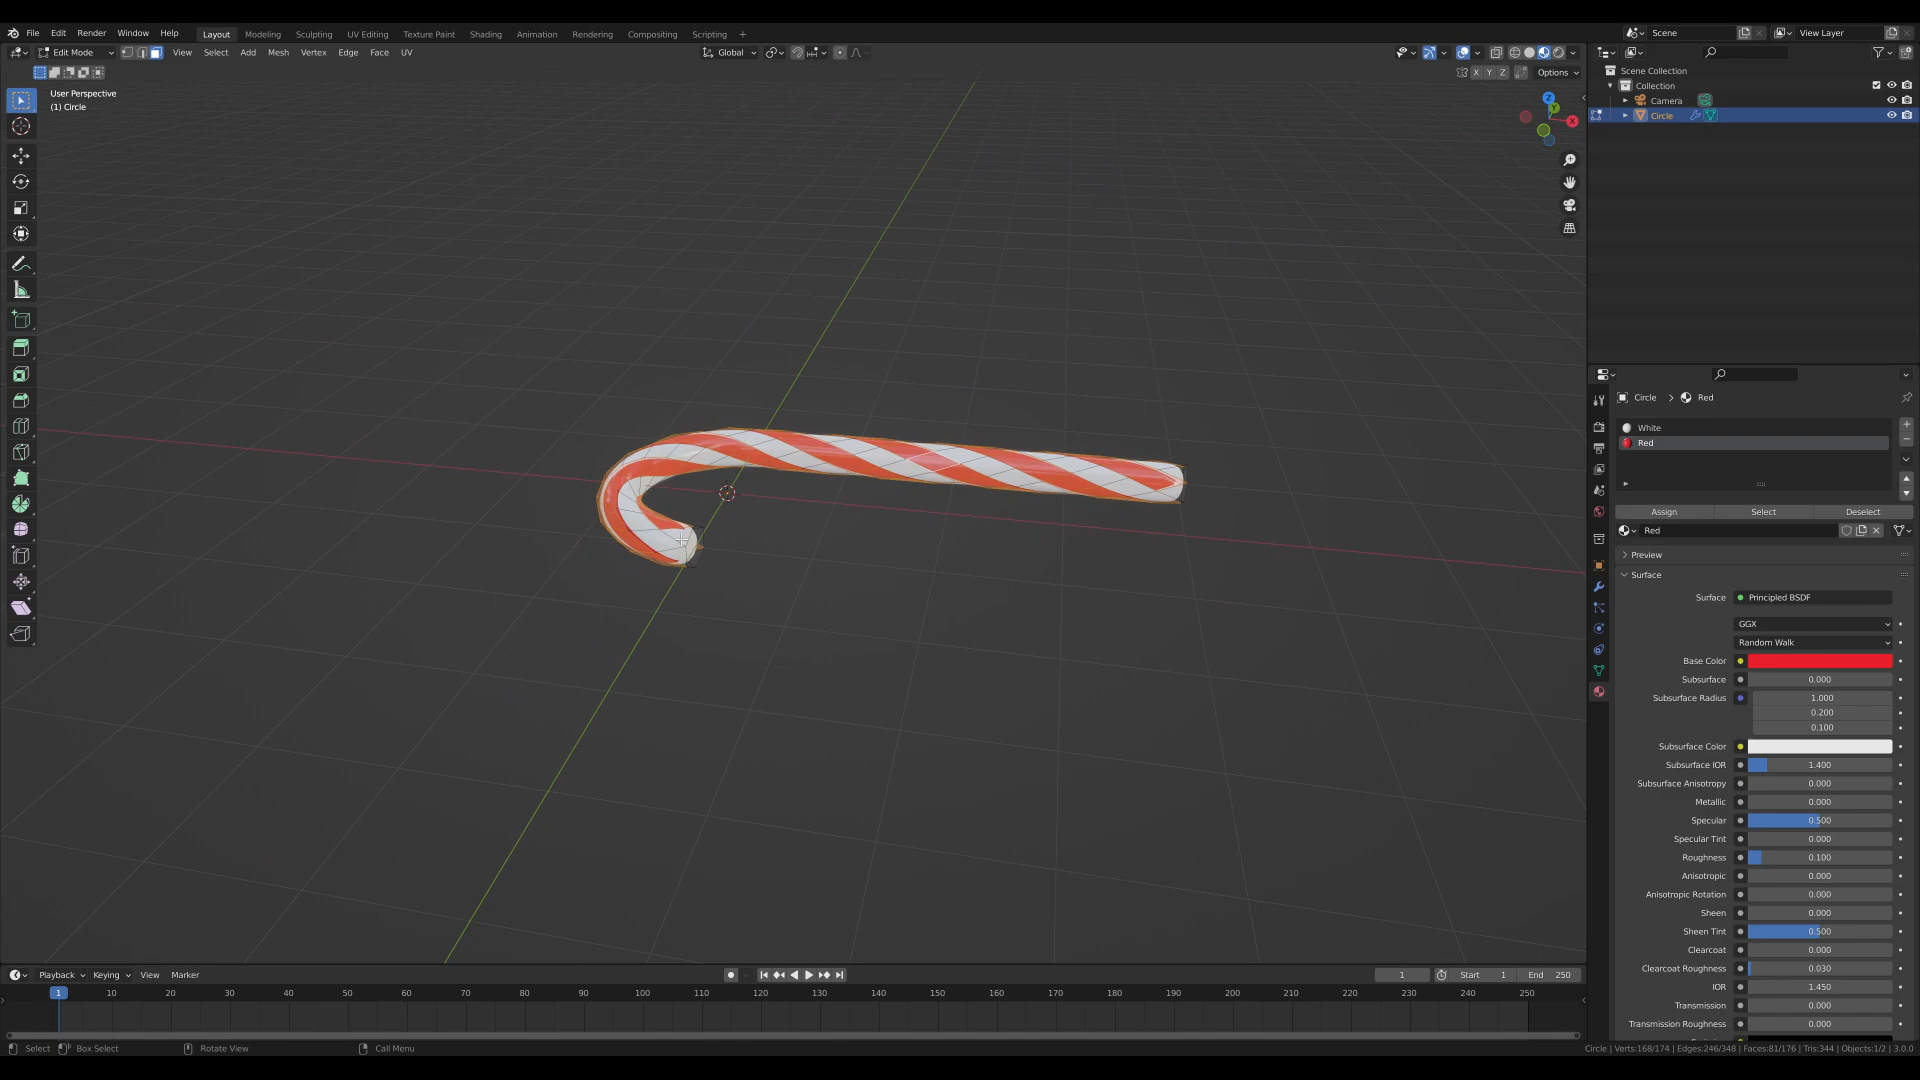 File Edit Render Window Help Layout Modeling Sculpting UV Editing Texture Paint Shading Animation Rendering Compositing Scripting + Scene View Layer
Edit Mode View Select Add Mesh Vertex Edge Face UV Global
X Y Z Options
User Perspective
(1) Circle
Z
Y
X
Scene Collection
Collection
Camera
Circle
Circle > Red
White
Red
Assign Select Deselect
Red
Preview
Surface
Surface Principled BSDF
GGX
Random Walk
Base Color
Subsurface 0.000
Subsurface Radius 1.000
0.200
0.100
Subsurface Color
Subsurface IOR 1.400
Subsurface Anisotropy 0.000
Metallic 0.000
Specular 0.500
Specular Tint 0.000
Roughness 0.100
Anisotropic 0.000
Anisotropic Rotation 0.000
Sheen 0.000
Sheen Tint 0.500
Clearcoat 0.000
Clearcoat Roughness 0.030
IOR 1.450
Transmission 0.000
Transmission Roughness 0.000
Playback Keying View Marker 1 Start 1 End 250
1 10 20 30 40 50 60 70 80 90 100 110 120 130 140 150 160 170 180 190 200 210 220 230 240 250
Select Box Select Rotate View Call Menu Circle | Verts:168/174 | Edges:246/348 | Faces:81/176 | Tris:344 | Objects:1/2 | 3.0.0